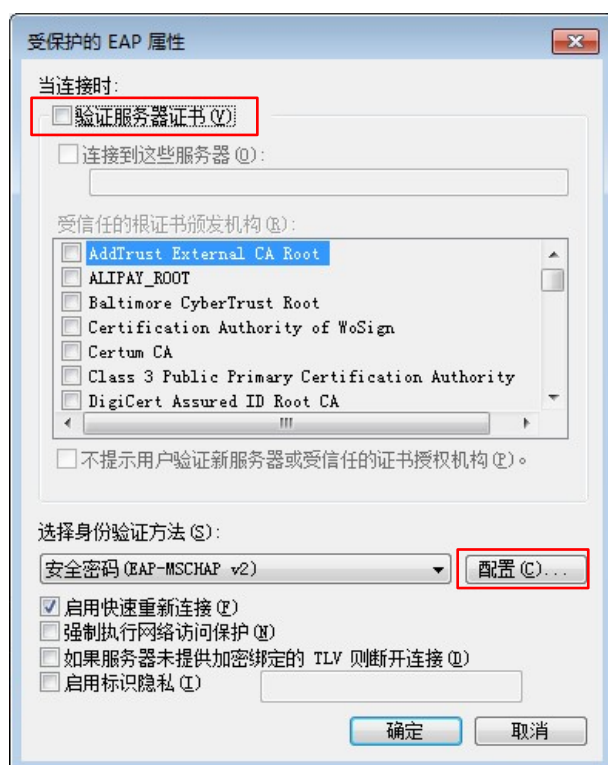 受保护的 EAP 属性
当连接时:
验证服务器证书(V)
连接到这些服务器(O):
受信任的根证书颁发机构(R):
AddTrust External CA Root
ALIPAY_ROOT
Baltimore CyberTrust Root
Certification Authority of WoSign
Certum CA
Class 3 Public Primary Certification Authority
DigiCert Assured ID Root CA
不提示用户验证新服务器或受信任的证书授权机构(P)。
选择身份验证方法(S):
安全密码(EAP-MSCHAP v2) 配置(C)...
启用快速重新连接(F)
强制执行网络访问保护(N)
如果服务器未提供加密绑定的 TLV 则断开连接(D)
启用标识隐私(I)
确定 取消